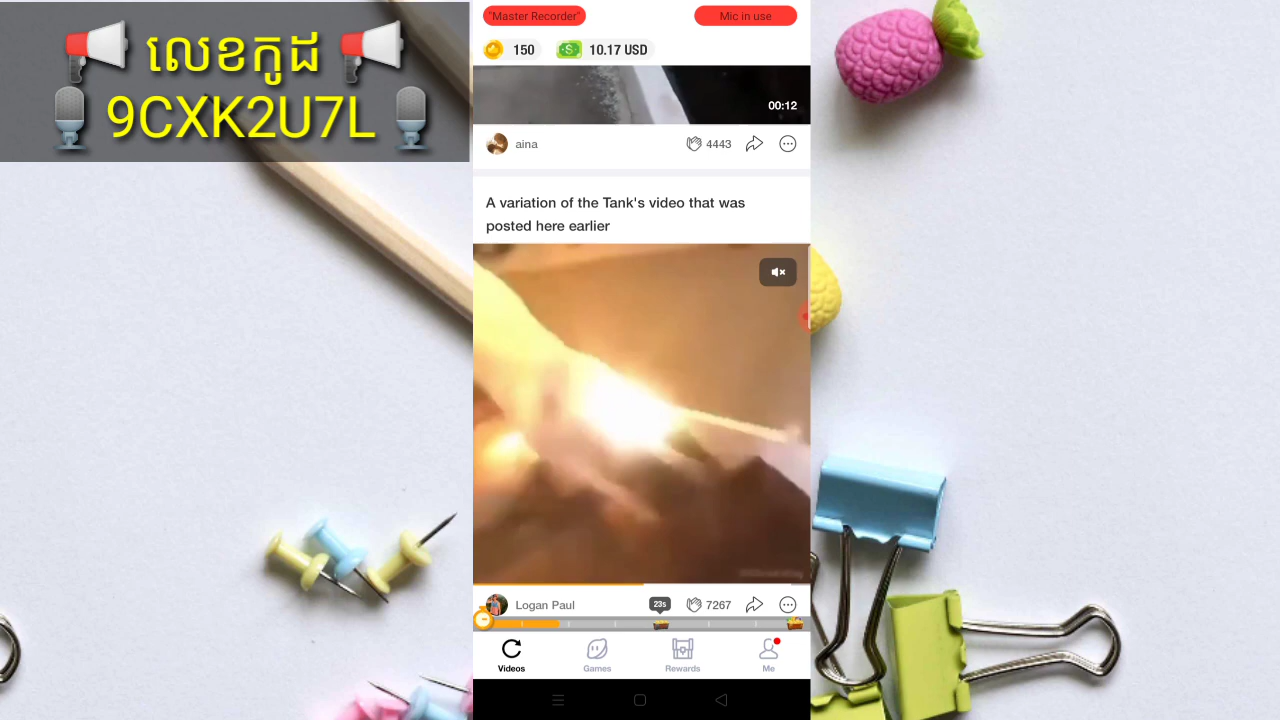 លេខកូដ
9CXK2U7L
"Master Recorder"
Mic in use
150
10.17 USD
00:12
aina
4443
A variation of the Tank's video that was
posted here earlier
Logan Paul
23s
7267
Videos
Games
Rewards
Me